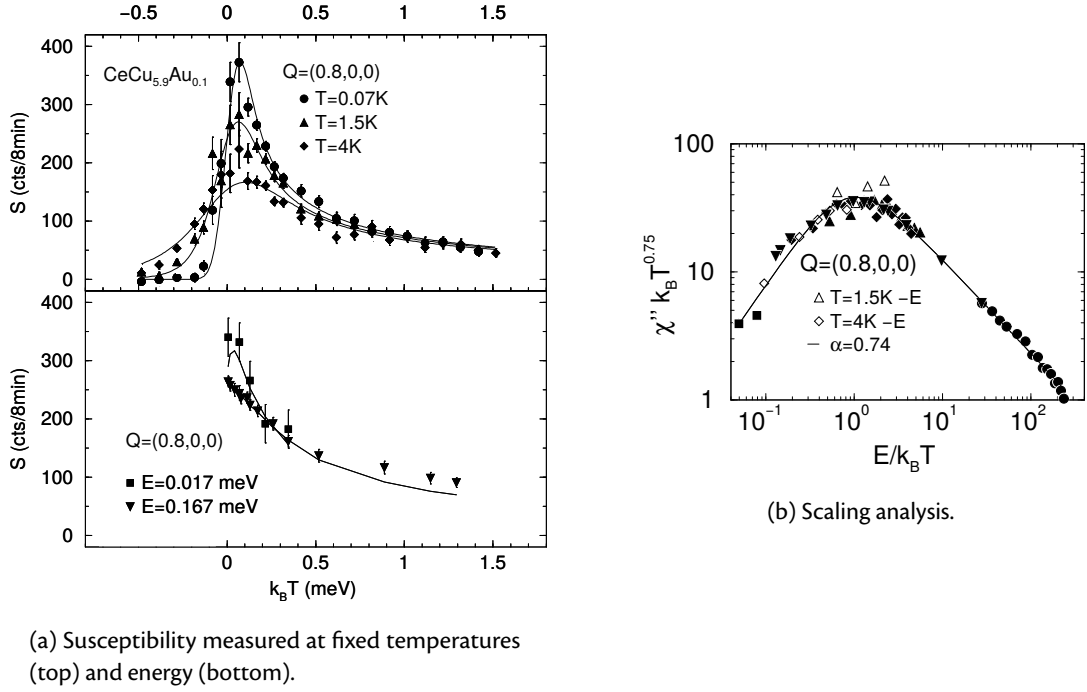 −0.5 0 0.5 1 1.5
400
300
200
100
0
S (cts/8min)
CeCu₅.₉Au₀.₁
Q=(0.8,0,0)
T=0.07K
T=1.5K
T=4K
400
300
200
100
0
S (cts/8min)
Q=(0.8,0,0)
E=0.017 meV
E=0.167 meV
0 0.5 1 1.5
k_BT (meV)
(a) Susceptibility measured at fixed temperatures
(top) and energy (bottom).
100
10
1
χ’’ k_BT^0.75
Q=(0.8,0,0)
T=1.5K −E
T=4K −E
α=0.74
10⁻¹ 10⁰ 10¹ 10²
E/k_BT
(b) Scaling analysis.